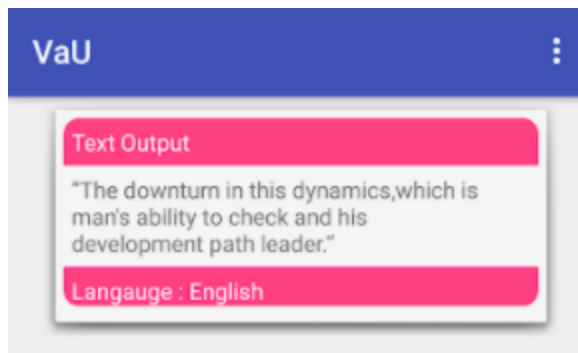 VaU
Text Output
“The downturn in this dynamics,which is
man's ability to check and his
development path leader.”
Langauge : English